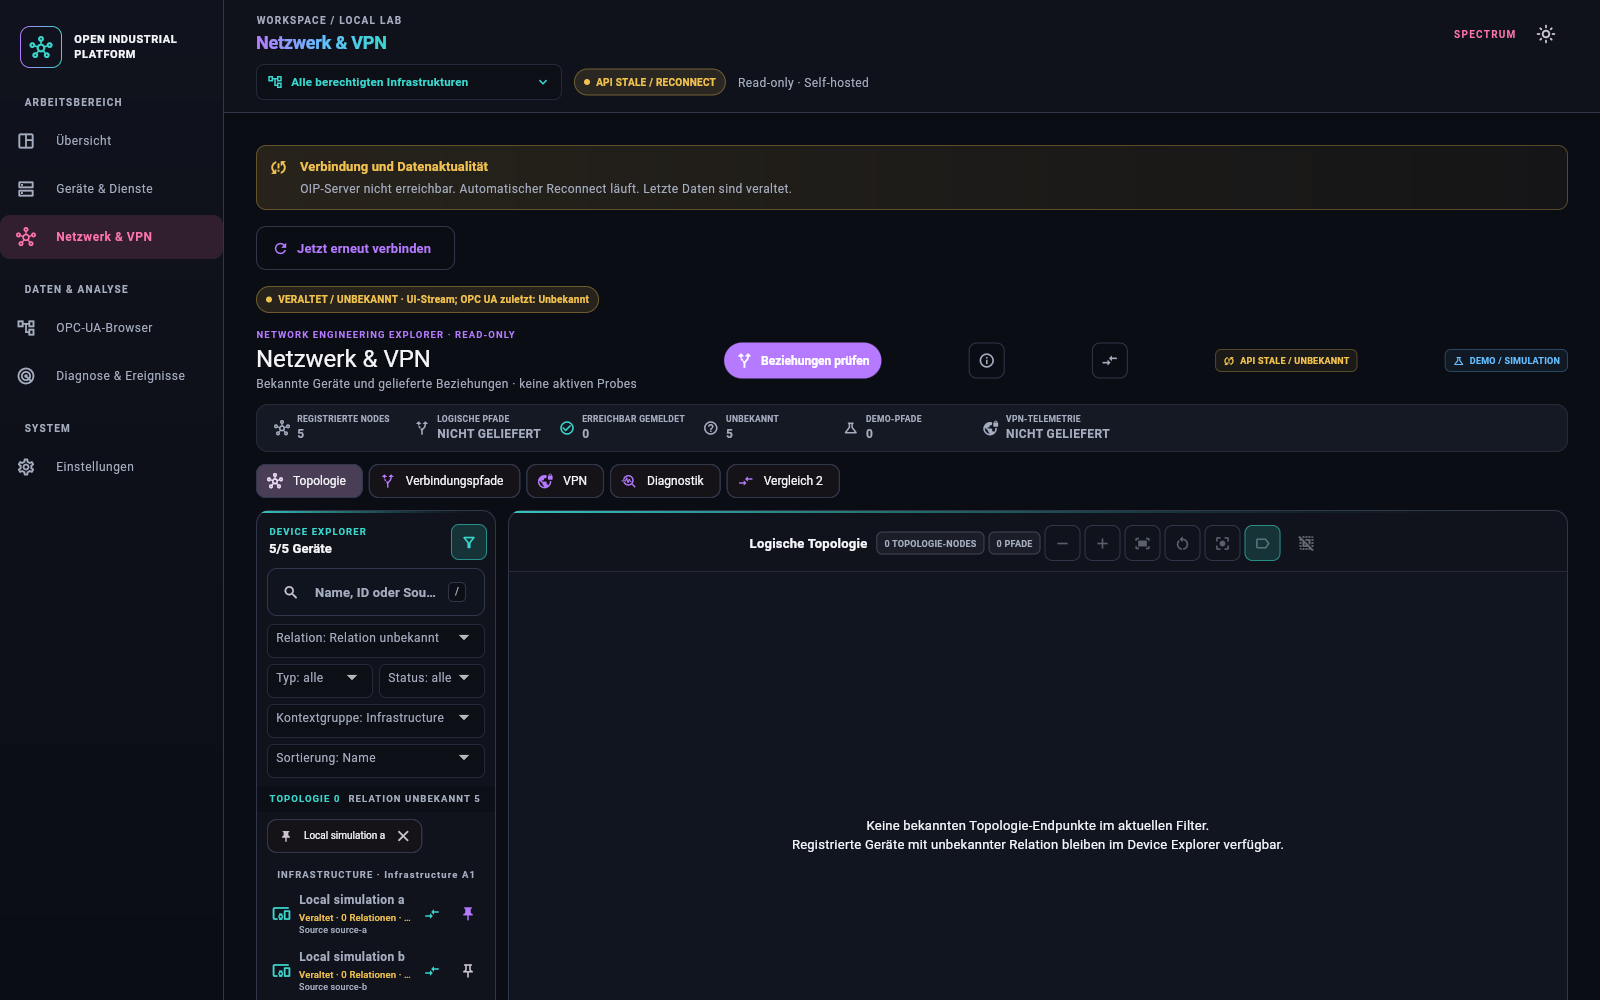 OPEN INDUSTRIAL
PLATFORM
ARBEITSBEREICH
Übersicht
Geräte & Dienste
Netzwerk & VPN
DATEN & ANALYSE
OPC-UA-Browser
Diagnose & Ereignisse
SYSTEM
Einstellungen
WORKSPACE / LOCAL LAB
Netzwerk & VPN
SPECTRUM
Alle berechtigten Infrastrukturen
API STALE / RECONNECT
Read-only · Self-hosted
Verbindung und Datenaktualität
OIP-Server nicht erreichbar. Automatischer Reconnect läuft. Letzte Daten sind veraltet.
Jetzt erneut verbinden
VERALTET / UNBEKANNT · UI-Stream; OPC UA zuletzt: Unbekannt
NETWORK ENGINEERING EXPLORER · READ-ONLY
Netzwerk & VPN
Bekannte Geräte und gelieferte Beziehungen · keine aktiven Probes
Beziehungen prüfen
API STALE / UNBEKANNT
DEMO / SIMULATION
REGISTRIERTE NODES
5
LOGISCHE PFADE
NICHT GELIEFERT
ERREICHBAR GEMELDET
0
UNBEKANNT
5
DEMO-PFADE
0
VPN-TELEMETRIE
NICHT GELIEFERT
Topologie
Verbindungspfade
VPN
Diagnostik
Vergleich 2
DEVICE EXPLORER
5/5 Geräte
Name, ID oder Sou...
/
Relation: Relation unbekannt
Typ: alle
Status: alle
Kontextgruppe: Infrastructure
Sortierung: Name
TOPOLOGIE 0 RELATION UNBEKANNT 5
Local simulation a
INFRASTRUCTURE · Infrastructure A1
Local simulation a
Veraltet · 0 Relationen · ...
Source source-a
Local simulation b
Veraltet · 0 Relationen · ...
Source source-b
Logische Topologie
0 TOPOLOGIE-NODES
0 PFADE
Keine bekannten Topologie-Endpunkte im aktuellen Filter.
Registrierte Geräte mit unbekannter Relation bleiben im Device Explorer verfügbar.